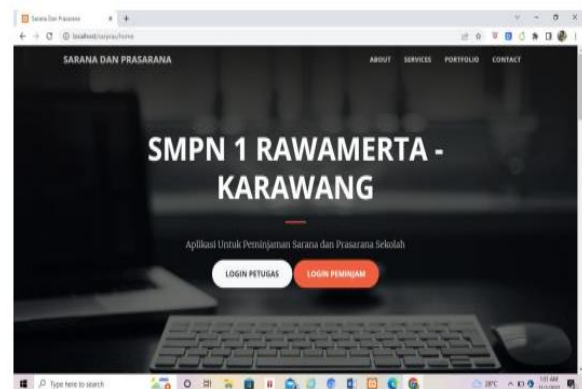 Sarana Dan Prasarana
localhost/sarpras/home
SARANA DAN PRASARANA
ABOUT SERVICES PORTFOLIO CONTACT
SMPN 1 RAWAMERTA -
KARAWANG
Aplikasi Untuk Peminjaman Sarana dan Prasarana Sekolah
LOGIN PETUGAS LOGIN PEMINJAM
Type here to search
28°C